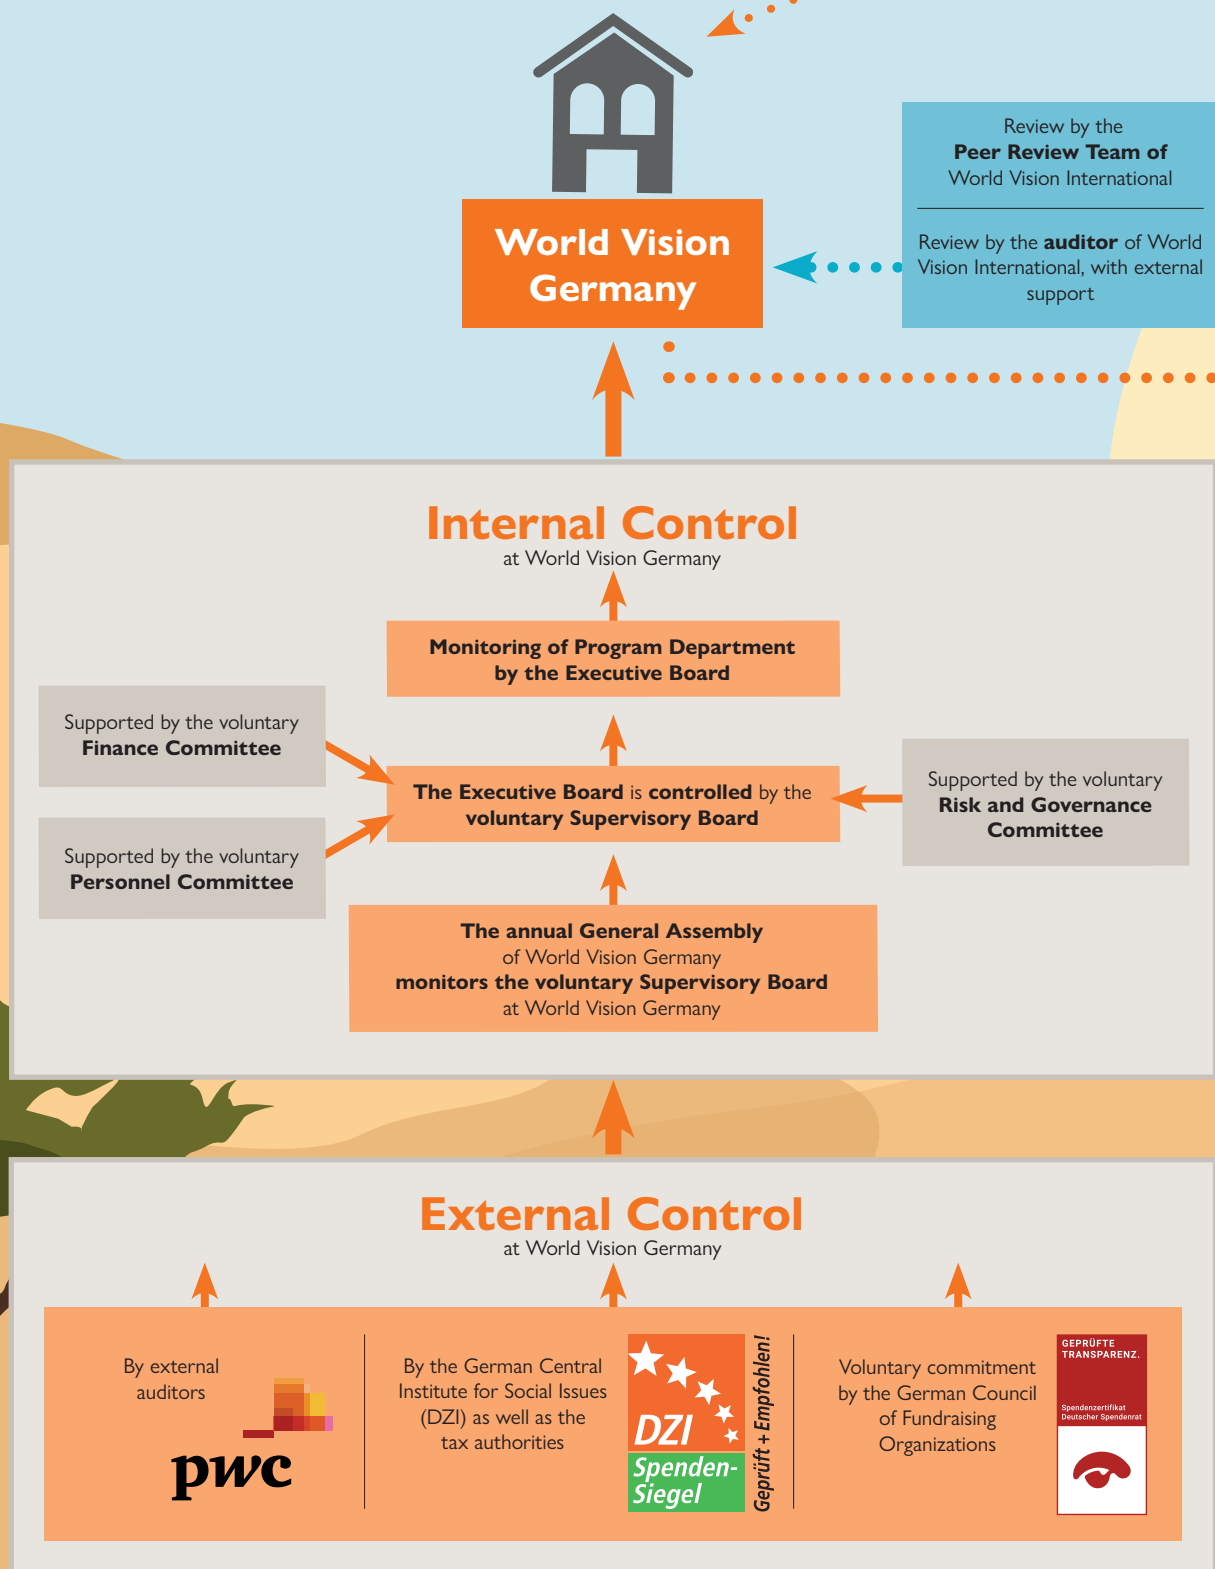 World Vision
Germany
Review by the
Peer Review Team of
World Vision International
Review by the auditor of World
Vision International, with external
support
Internal Control
at World Vision Germany
Monitoring of Program Department
by the Executive Board
Supported by the voluntary
Finance Committee
The Executive Board is controlled by the
voluntary Supervisory Board
Supported by the voluntary
Risk and Governance
Committee
Supported by the voluntary
Personnel Committee
The annual General Assembly
of World Vision Germany
monitors the voluntary Supervisory Board
at World Vision Germany
External Control
at World Vision Germany
By external
auditors
pwc
By the German Central
Institute for Social Issues
(DZI) as well as the
tax authorities
DZI
Spenden-
Siegel
Geprüft + Empfohlen!
Voluntary commitment
by the German Council
of Fundraising
Organizations
GEPRÜFTE
TRANSPARENZ.
Spendenzertifikat
Deutscher Spendenrat